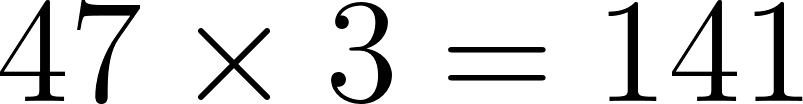 47 × 3 = 141